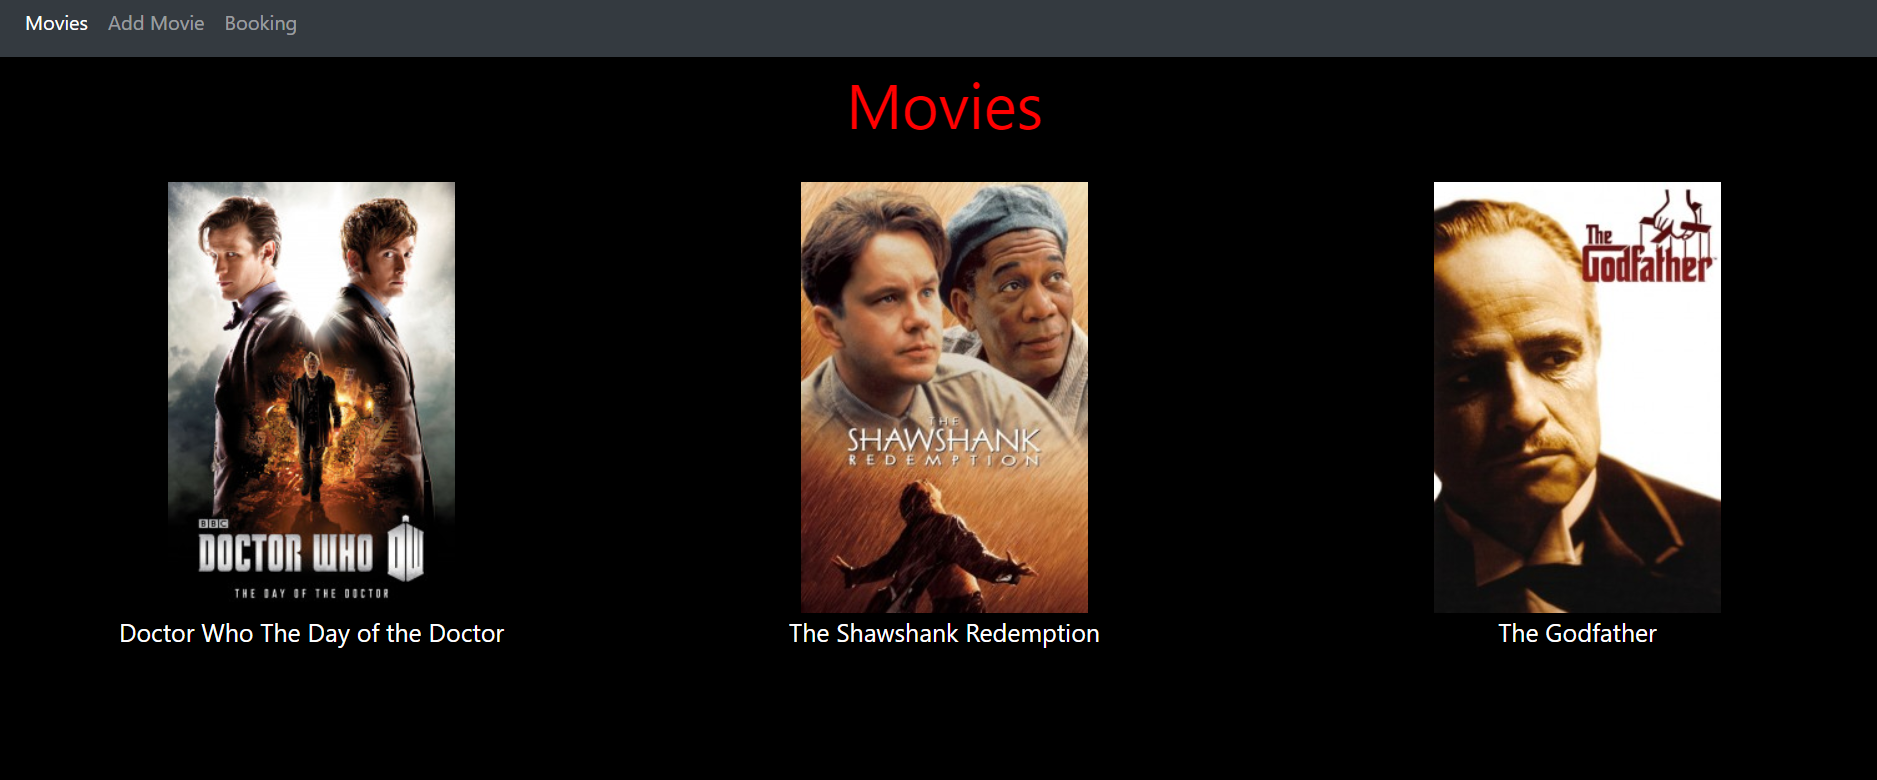 Movies Add Movie Booking
Movies
BBC
DOCTOR WHO DW
THE DAY OF THE DOCTOR
Doctor Who The Day of the Doctor
THE
SHAWSHANK
REDEMPTION
The Shawshank Redemption
The
Godfather
The Godfather